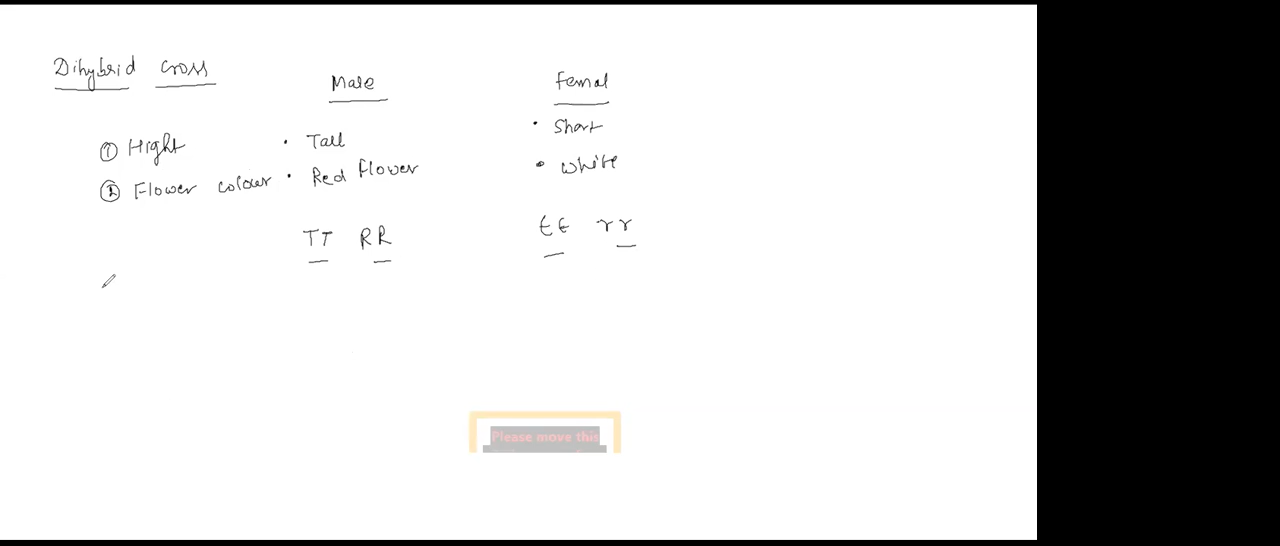 Dihybrid cross
Male Femal
① Hight • Tall • Short
② Flower colour • Red flower • White
TT RR tt rr
Please move this